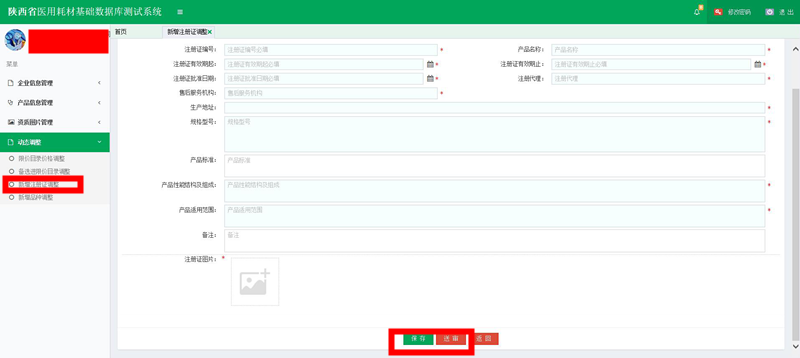 陕西省医用耗材基础数据库测试系统
修改密码
退 出
首页
新增注册证调整
菜单
企业信息管理
产品信息管理
资质图片管理
动态调整
限价目录价格调整
备选进限价目录调整
新增注册证调整
新增品种调整
注册证编号: 注册证编号必填 *
产品名称: 产品名称 *
注册证有效期起: 注册证有效期起必填 *
注册证有效期止: 注册证有效期止必填 *
注册证批准日期: 注册证批准日期必填 *
注册代理: 注册代理
售后服务机构: 售后服务机构 *
生产地址: *
规格型号: 规格型号 *
产品标准: 产品标准
产品性能结构及组成: 产品性能结构及组成 *
产品适用范围: 产品适用范围 *
备注: 备注
注册证图片: *
保 存 送 审 返 回